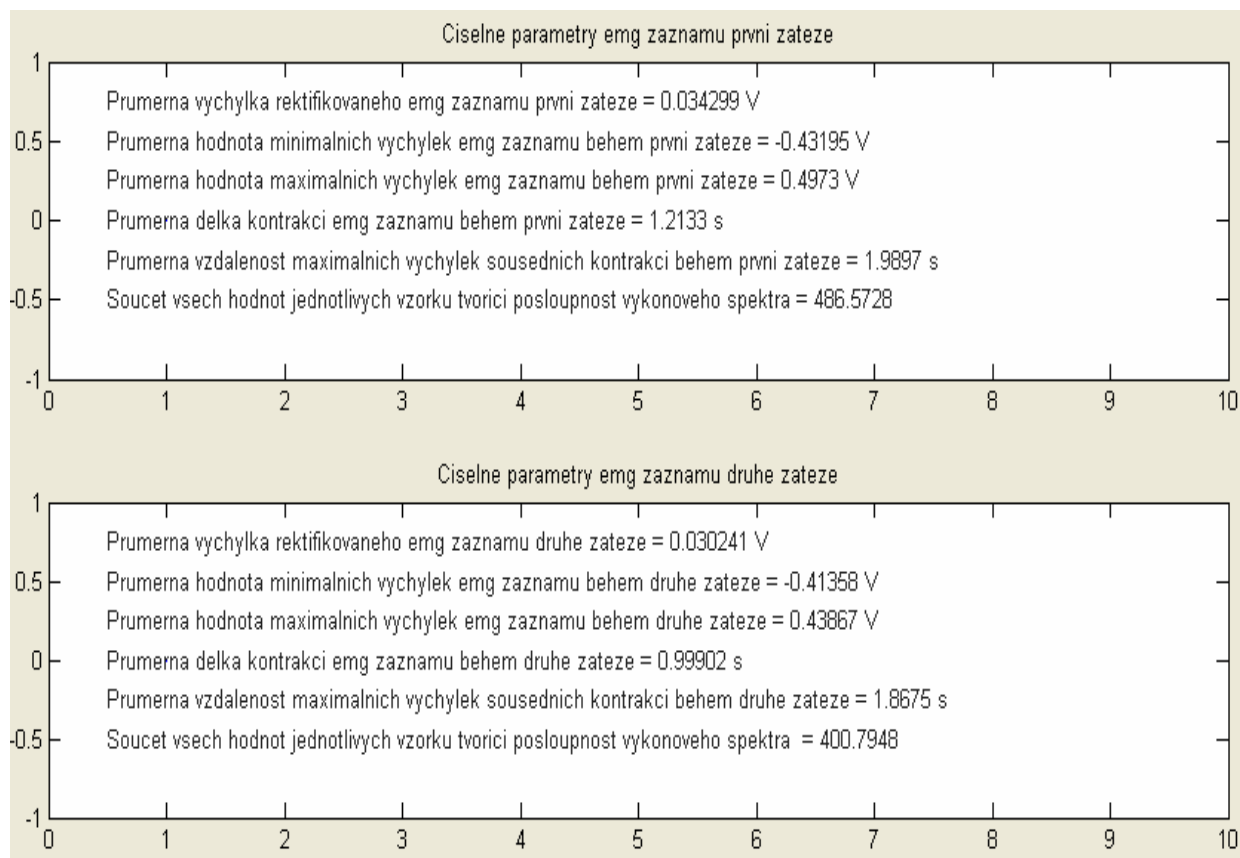 Ciselne parametry emg zaznamu prvni zateze
1
Prumerna vychylka rektifikovaneho emg zaznamu prvni zateze = 0.034299 V
0.5
Prumerna hodnota minimalnich vychylek emg zaznamu behem prvni zateze = -0.43195 V
Prumerna hodnota maximalnich vychylek emg zaznamu behem prvni zateze = 0.4973 V
0
Prumerna delka kontrakci emg zaznamu behem prvni zateze = 1.2133 s
Prumerna vzdalenost maximalnich vychylek sousednich kontrakci behem prvni zateze = 1.9897 s
-0.5
Soucet vsech hodnot jednotlivych vzorku tvorici posloupnost vykonoveho spektra = 486.5728
-1
0 1 2 3 4 5 6 7 8 9 10
Ciselne parametry emg zaznamu druhe zateze
1
Prumerna vychylka rektifikovaneho emg zaznamu druhe zateze = 0.030241 V
0.5
Prumerna hodnota minimalnich vychylek emg zaznamu behem druhe zateze = -0.41358 V
Prumerna hodnota maximalnich vychylek emg zaznamu behem druhe zateze = 0.43867 V
0
Prumerna delka kontrakci emg zaznamu behem druhe zateze = 0.99902 s
Prumerna vzdalenost maximalnich vychylek sousednich kontrakci behem druhe zateze = 1.8675 s
-0.5
Soucet vsech hodnot jednotlivych vzorku tvorici posloupnost vykonoveho spektra = 400.7948
-1
0 1 2 3 4 5 6 7 8 9 10